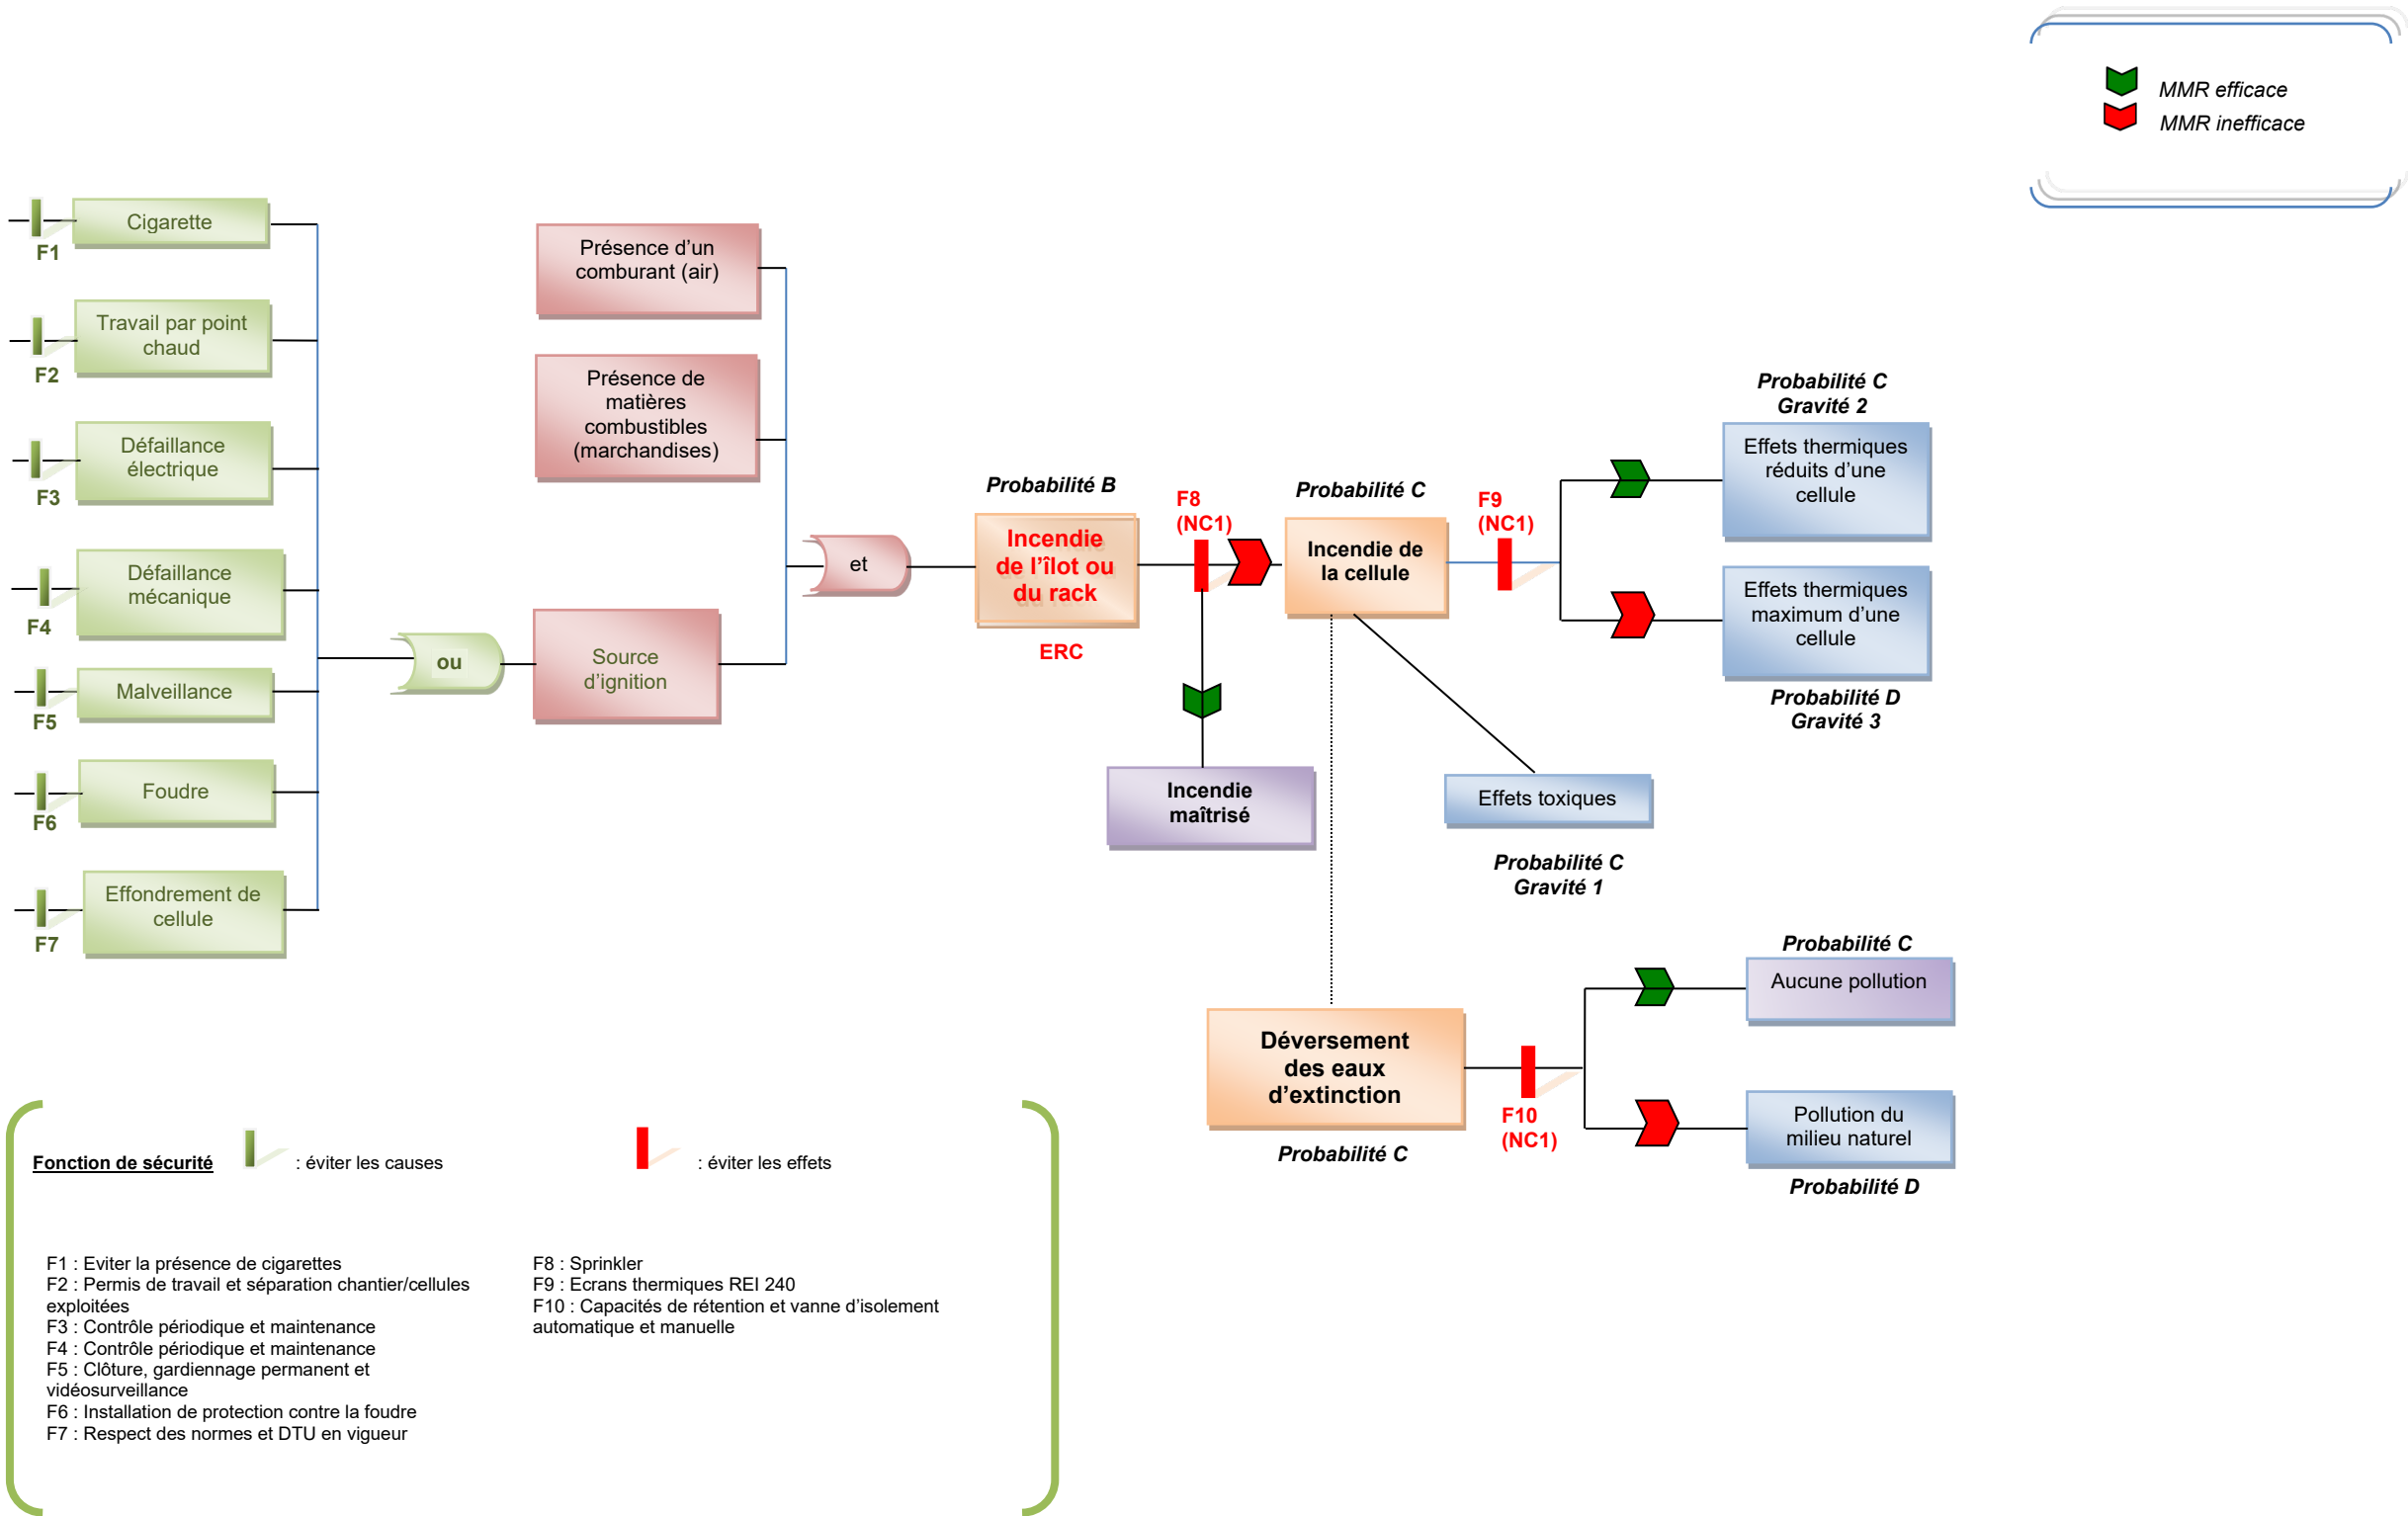 MMR efficace
MMR inefficace
Cigarette
F1
Travail par point
chaud
F2
Défaillance
électrique
F3
Défaillance
mécanique
F4
Malveillance
F5
Foudre
F6
Effondrement de
cellule
F7
ou
Présence d’un
comburant (air)
Présence de
matières
combustibles
(marchandises)
Source
d’ignition
et
Probabilité B
Incendie
de l’îlot ou
du rack
ERC
F8
(NC1)
Incendie
maîtrisé
Probabilité C
Incendie de
la cellule
F9
(NC1)
Probabilité C
Gravité 2
Effets thermiques
réduits d’une
cellule
Effets thermiques
maximum d’une
cellule
Probabilité D
Gravité 3
Effets toxiques
Probabilité C
Gravité 1
Déversement
des eaux
d’extinction
Probabilité C
F10
(NC1)
Probabilité C
Aucune pollution
Pollution du
milieu naturel
Probabilité D
Fonction de sécurité : éviter les causes : éviter les effets
F1 : Eviter la présence de cigarettes
F2 : Permis de travail et séparation chantier/cellules
exploitées
F3 : Contrôle périodique et maintenance
F4 : Contrôle périodique et maintenance
F5 : Clôture, gardiennage permanent et
vidéosurveillance
F6 : Installation de protection contre la foudre
F7 : Respect des normes et DTU en vigueur
F8 : Sprinkler
F9 : Ecrans thermiques REI 240
F10 : Capacités de rétention et vanne d’isolement
automatique et manuelle